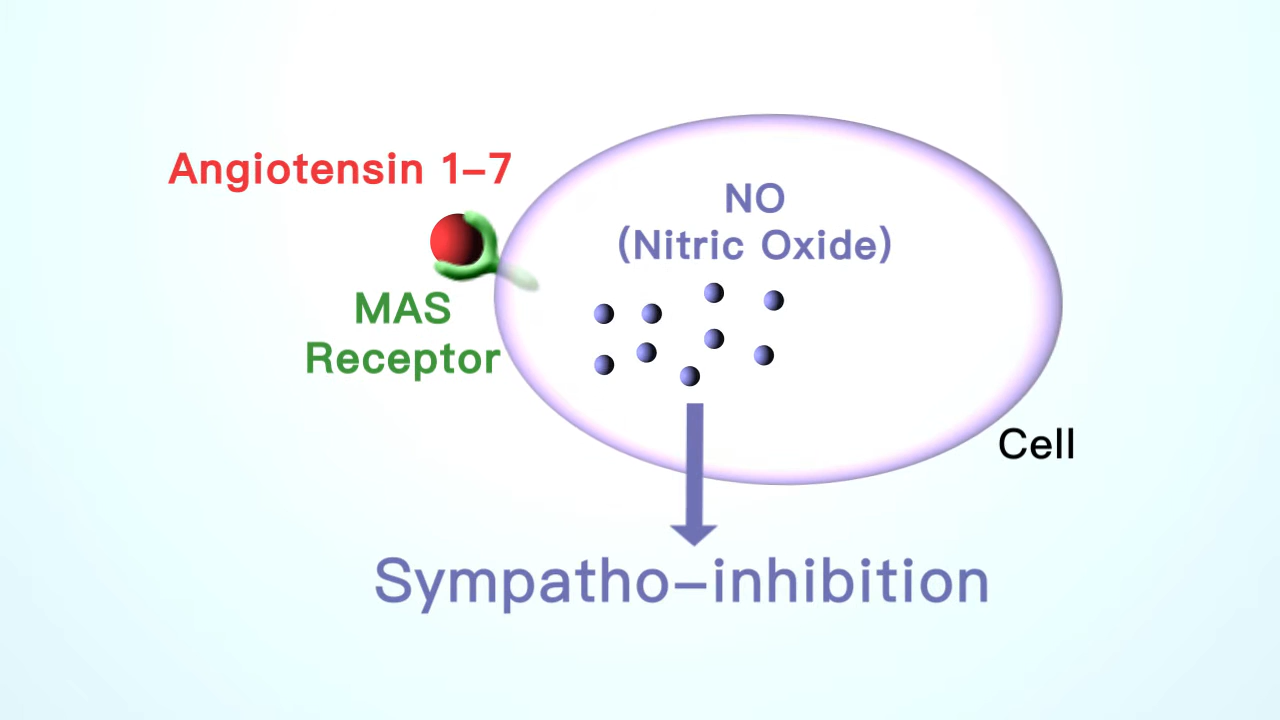 Angiotensin 1–7
NO
(Nitric Oxide)
MAS
Receptor
Cell
Sympatho–inhibition